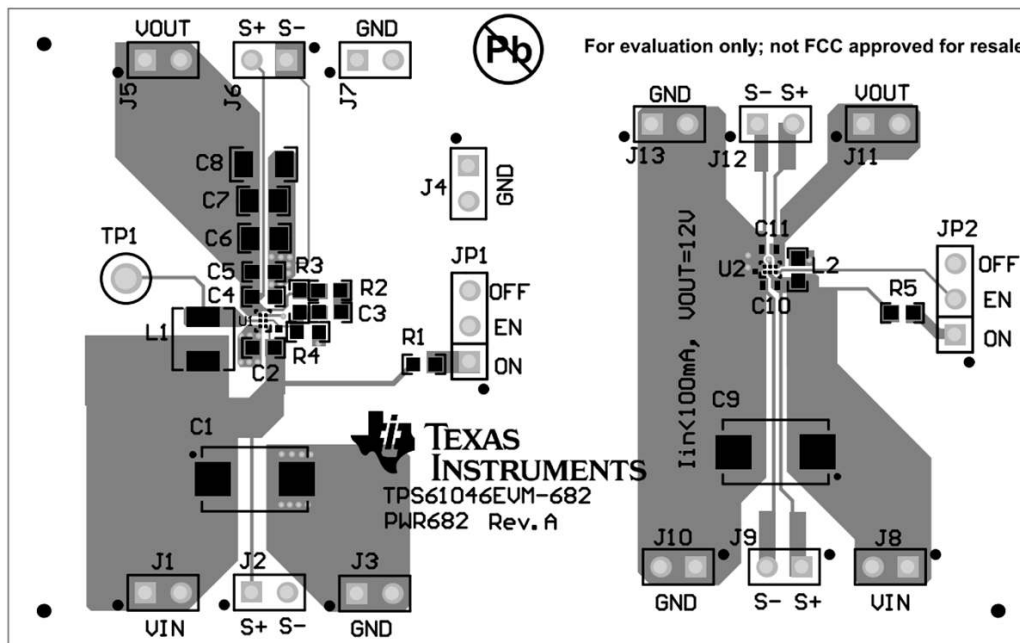 VOUT S+ S- GND
J5 J6 J7
Pb
For evaluation only; not FCC approved for resale
GND S- S+ VOUT
J13 J12 J11
C8
C7
C6
C5
C4
R3
R2
C3
U1
R4
C2
R1
TP1
L1
J4
GND
JP1
OFF
EN
ON
C11
U2
L2
C10
R5
JP2
OFF
EN
ON
Iin<100mA, VOUT=12V
C9
C1
ti
TEXAS
INSTRUMENTS
TPS61046EVM-682
PWR682 Rev.A
J1 J2 J3
VIN S+ S- GND
J10 J9 J8
GND S- S+ VIN